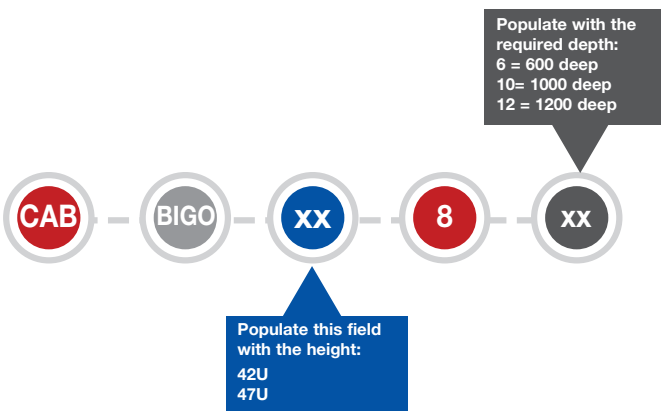 Populate with the
required depth:
6 = 600 deep
10= 1000 deep
12 = 1200 deep
CAB BIGO xx 8 xx
Populate this field
with the height:
42U
47U